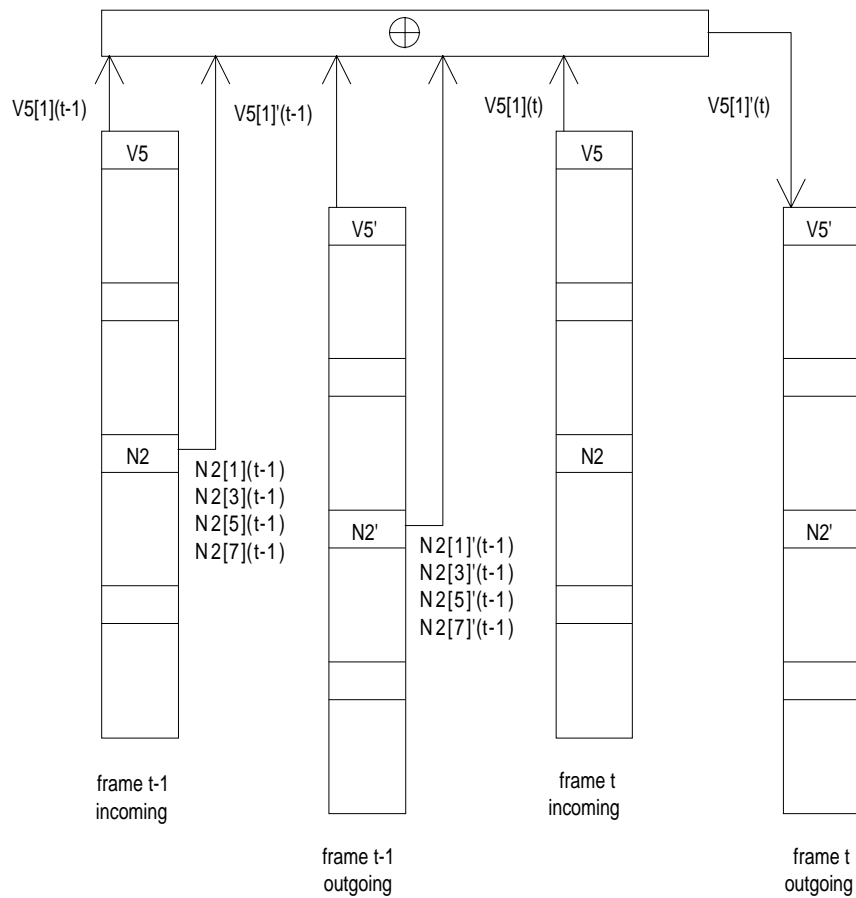 ⊕
V5[1](t-1)
V5[1]'(t-1)
V5[1](t)
V5[1]'(t)
V5
V5
V5'
V5'
N2
N2
N2[1](t-1)
N2[3](t-1)
N2[5](t-1)
N2[7](t-1)
N2'
N2'
N2[1]'(t-1)
N2[3]'(t-1)
N2[5]'(t-1)
N2[7]'(t-1)
frame t-1
incoming
frame t
incoming
frame t-1
outgoing
frame t
outgoing